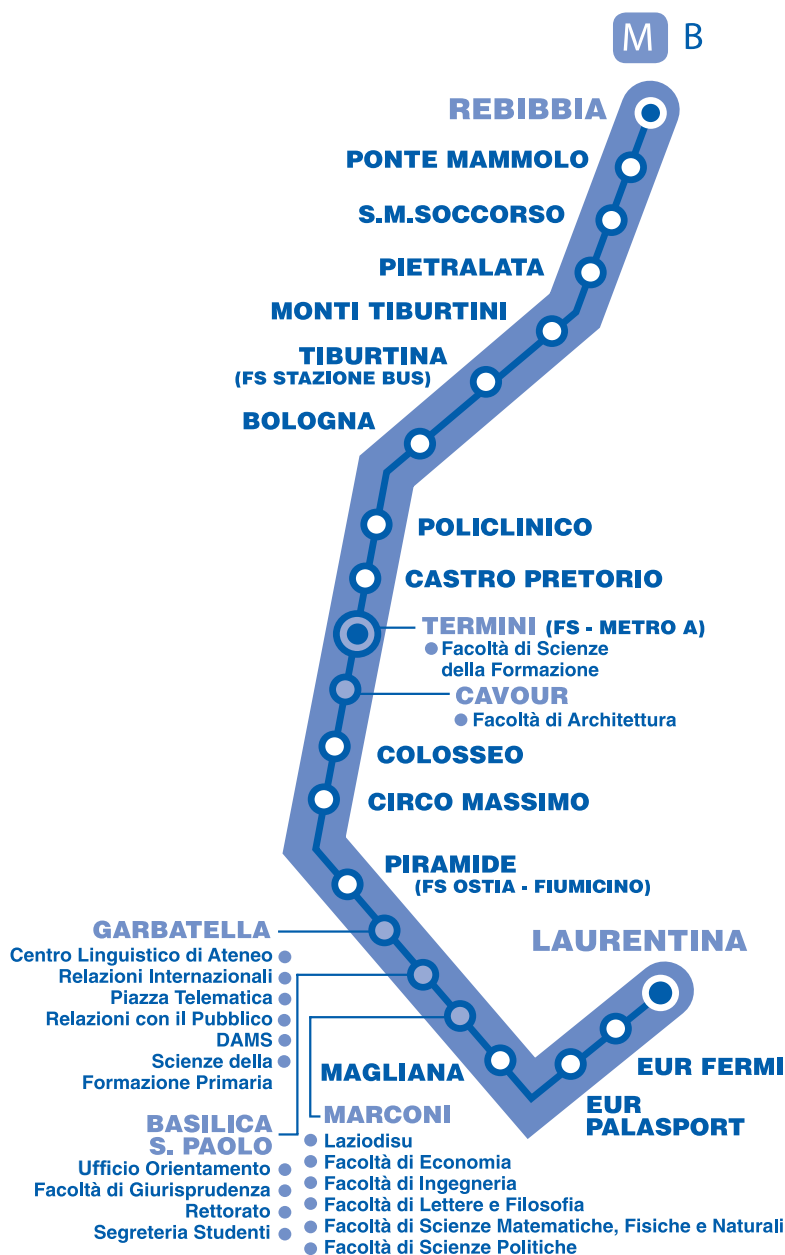 M B
REBIBBIA
PONTE MAMMOLO
S.M.SOCCORSO
PIETRALATA
MONTI TIBURTINI
TIBURTINA
(FS STAZIONE BUS)
BOLOGNA
POLICLINICO
CASTRO PRETORIO
TERMINI (FS - METRO A)
Facoltà di Scienze
della Formazione
CAVOUR
Facoltà di Architettura
COLOSSEO
CIRCO MASSIMO
PIRAMIDE
(FS OSTIA - FIUMICINO)
GARBATELLA
Centro Linguistico di Ateneo
Relazioni Internazionali
Piazza Telematica
Relazioni con il Pubblico
DAMS
Scienze della
Formazione Primaria
BASILICA
S. PAOLO
Ufficio Orientamento
Facoltà di Giurisprudenza
Rettorato
Segreteria Studenti
MARCONI
Laziodisu
Facoltà di Economia
Facoltà di Ingegneria
Facoltà di Lettere e Filosofia
Facoltà di Scienze Matematiche, Fisiche e Naturali
Facoltà di Scienze Politiche
MAGLIANA
EUR
PALASPORT
EUR FERMI
LAURENTINA